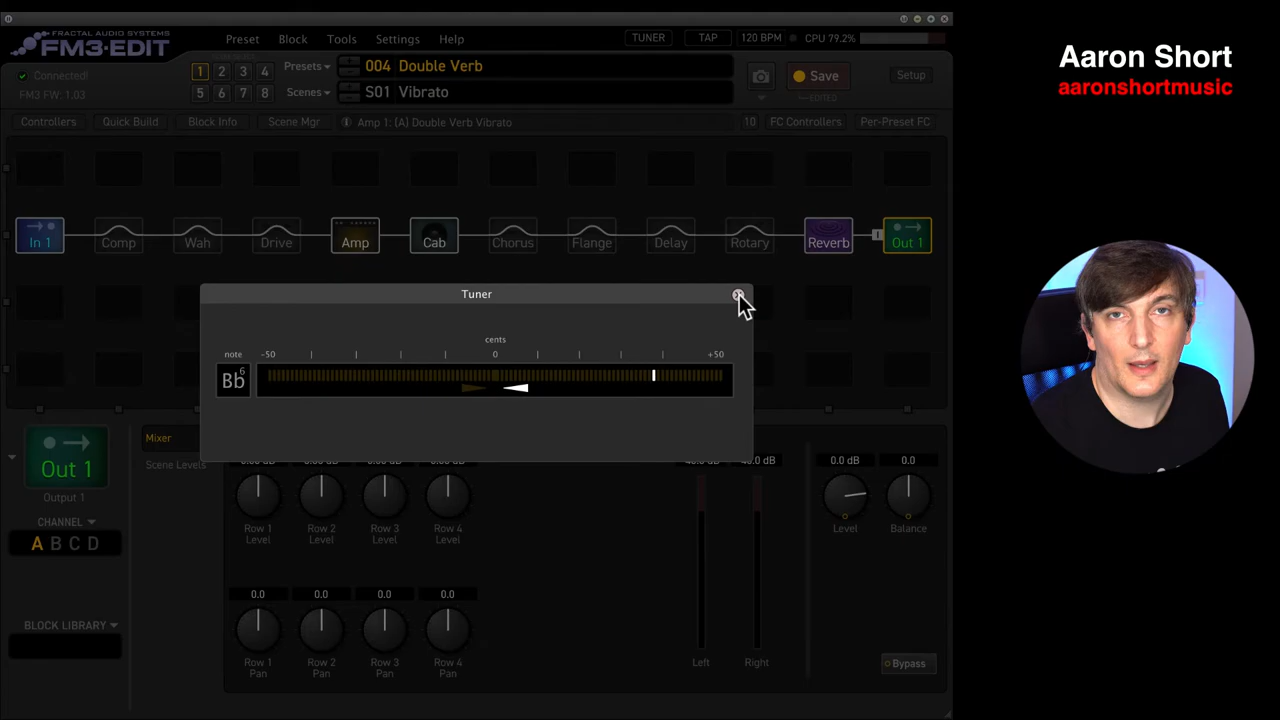 FRACTAL AUDIO SYSTEMS
FM3-EDIT
Preset Block Tools Settings Help
TUNER TAP 120 BPM CPU 79.2%
Connected!
FM3 FW: 1.03
1 2 3 4
5 6 7 8
Presets 004 Double Verb
Scenes S01 Vibrato
Save
EDITED
Setup
Controllers Quick Build Block Info Scene Mgr Amp 1: (A) Double Verb Vibrato 10 FC Controllers Per-Preset FC
In 1 Comp Wah Drive Amp Cab Chorus Flange Delay Rotary Reverb Out 1
Tuner
cents
note -50 0 +50
Bb 6
Out 1
Output 1
CHANNEL
A B C D
BLOCK LIBRARY
Mixer
Scene Levels
0.0 dB 0.0
Row 1 Level Row 2 Level Row 3 Level Row 4 Level
Level Balance
0.0 0.0 0.0 0.0
Row 1 Pan Row 2 Pan Row 3 Pan Row 4 Pan
Left Right
Bypass
Aaron Short
aaronshortmusic